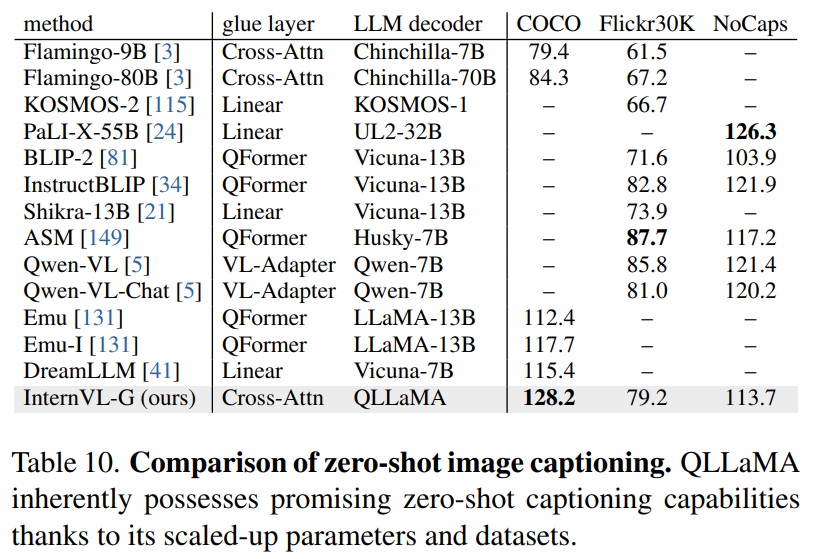 method glue layer LLM decoder COCO Flickr30K NoCaps
Flamingo-9B [3] Cross-Attn Chinchilla-7B 79.4 61.5 –
Flamingo-80B [3] Cross-Attn Chinchilla-70B 84.3 67.2 –
KOSMOS-2 [115] Linear KOSMOS-1 – 66.7 –
PaLI-X-55B [24] Linear UL2-32B – – 126.3
BLIP-2 [81] QFormer Vicuna-13B – 71.6 103.9
InstructBLIP [34] QFormer Vicuna-13B – 82.8 121.9
Shikra-13B [21] Linear Vicuna-13B – 73.9 –
ASM [149] QFormer Husky-7B – 87.7 117.2
Qwen-VL [5] VL-Adapter Qwen-7B – 85.8 121.4
Qwen-VL-Chat [5] VL-Adapter Qwen-7B – 81.0 120.2
Emu [131] QFormer LLaMA-13B 112.4 – –
Emu-I [131] QFormer LLaMA-13B 117.7 – –
DreamLLM [41] Linear Vicuna-7B 115.4 – –
InternVL-G (ours) Cross-Attn QLLaMA 128.2 79.2 113.7
Table 10. Comparison of zero-shot image captioning. QLLaMA
inherently possesses promising zero-shot captioning capabilities
thanks to its scaled-up parameters and datasets.